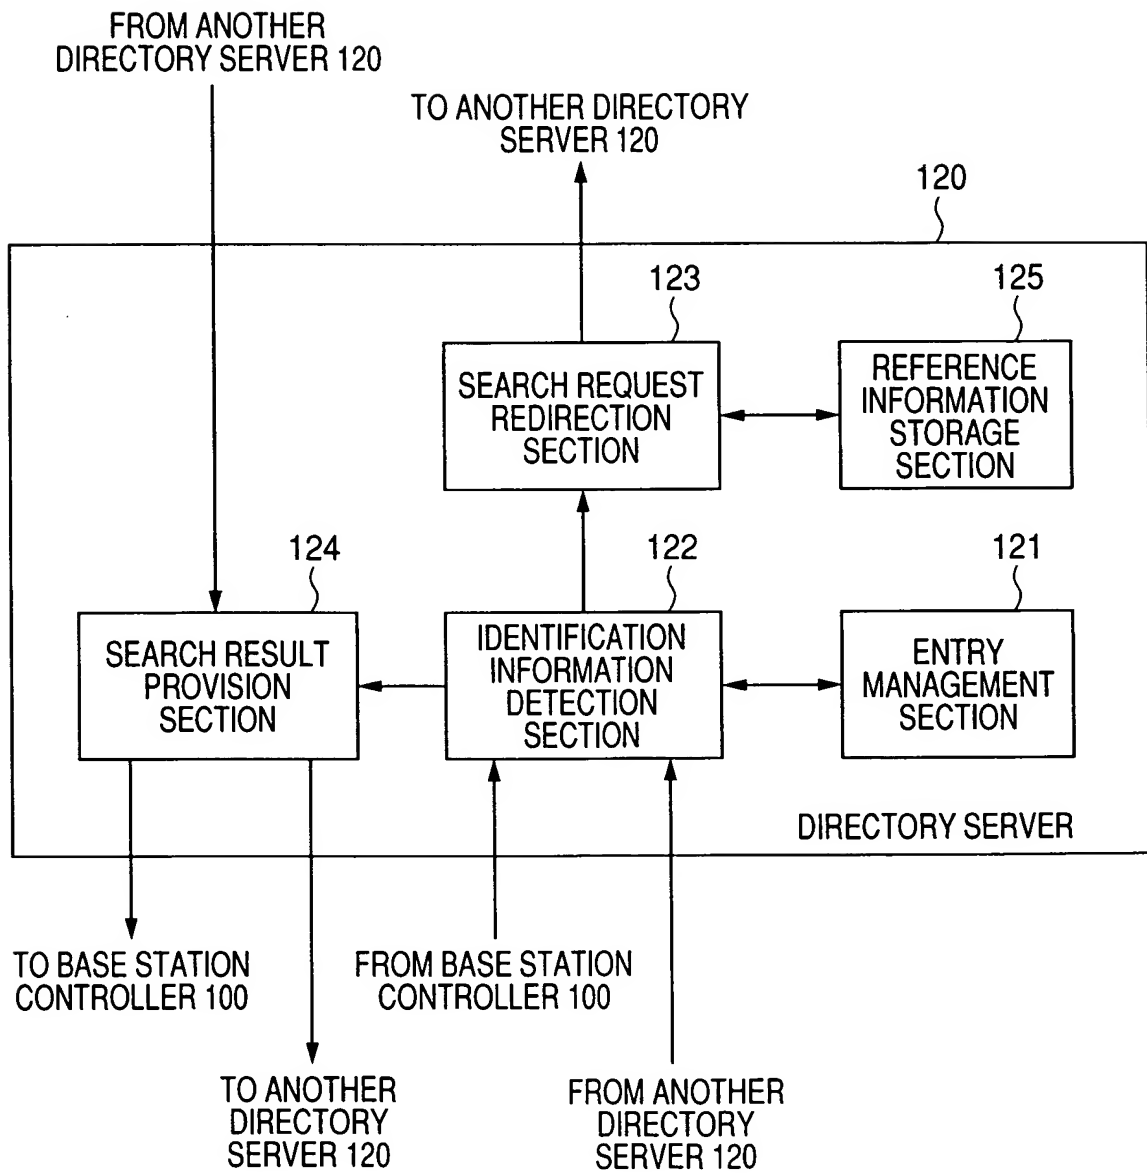 FROM ANOTHER
DIRECTORY SERVER 120
TO ANOTHER DIRECTORY
SERVER 120
120
123
125
SEARCH REQUEST
REDIRECTION
SECTION
REFERENCE
INFORMATION
STORAGE
SECTION
124
122
121
SEARCH RESULT
PROVISION
SECTION
IDENTIFICATION
INFORMATION
DETECTION
SECTION
ENTRY
MANAGEMENT
SECTION
DIRECTORY SERVER
TO BASE STATION
CONTROLLER 100
FROM BASE STATION
CONTROLLER 100
TO ANOTHER
DIRECTORY
SERVER 120
FROM ANOTHER
DIRECTORY
SERVER 120